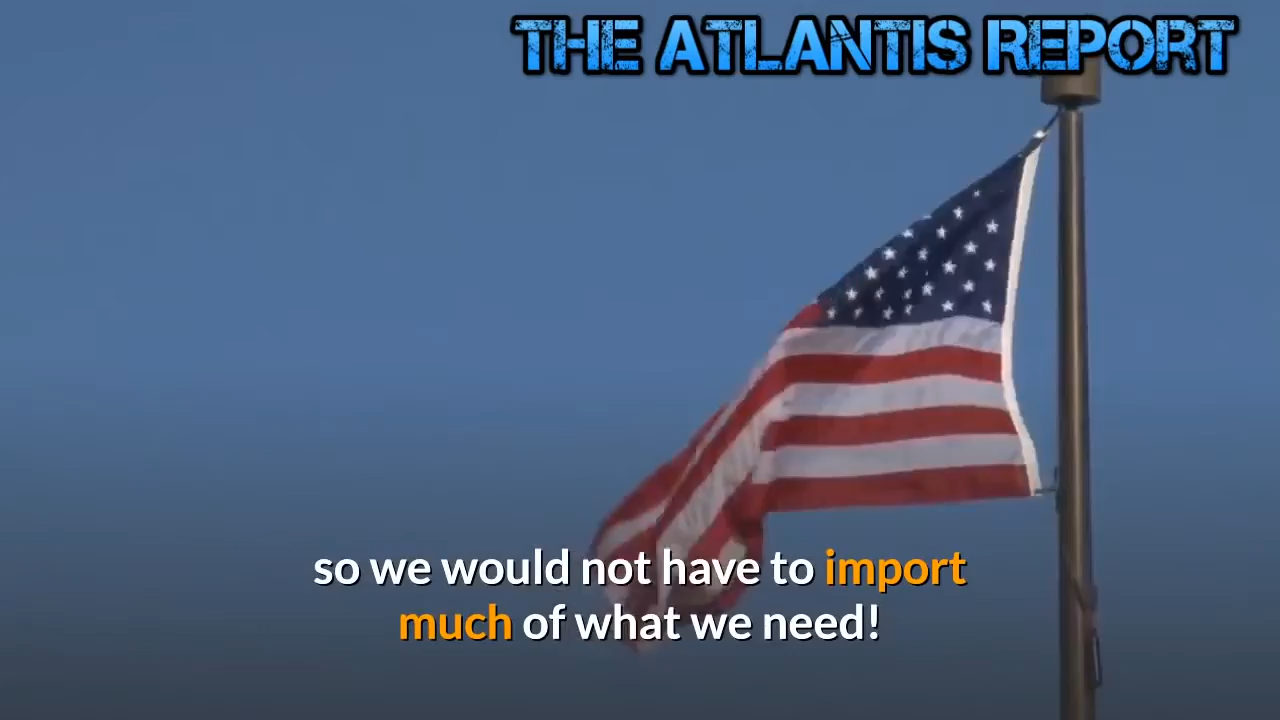 THE ATLANTIS REPORT
so we would not have to import
much of what we need!